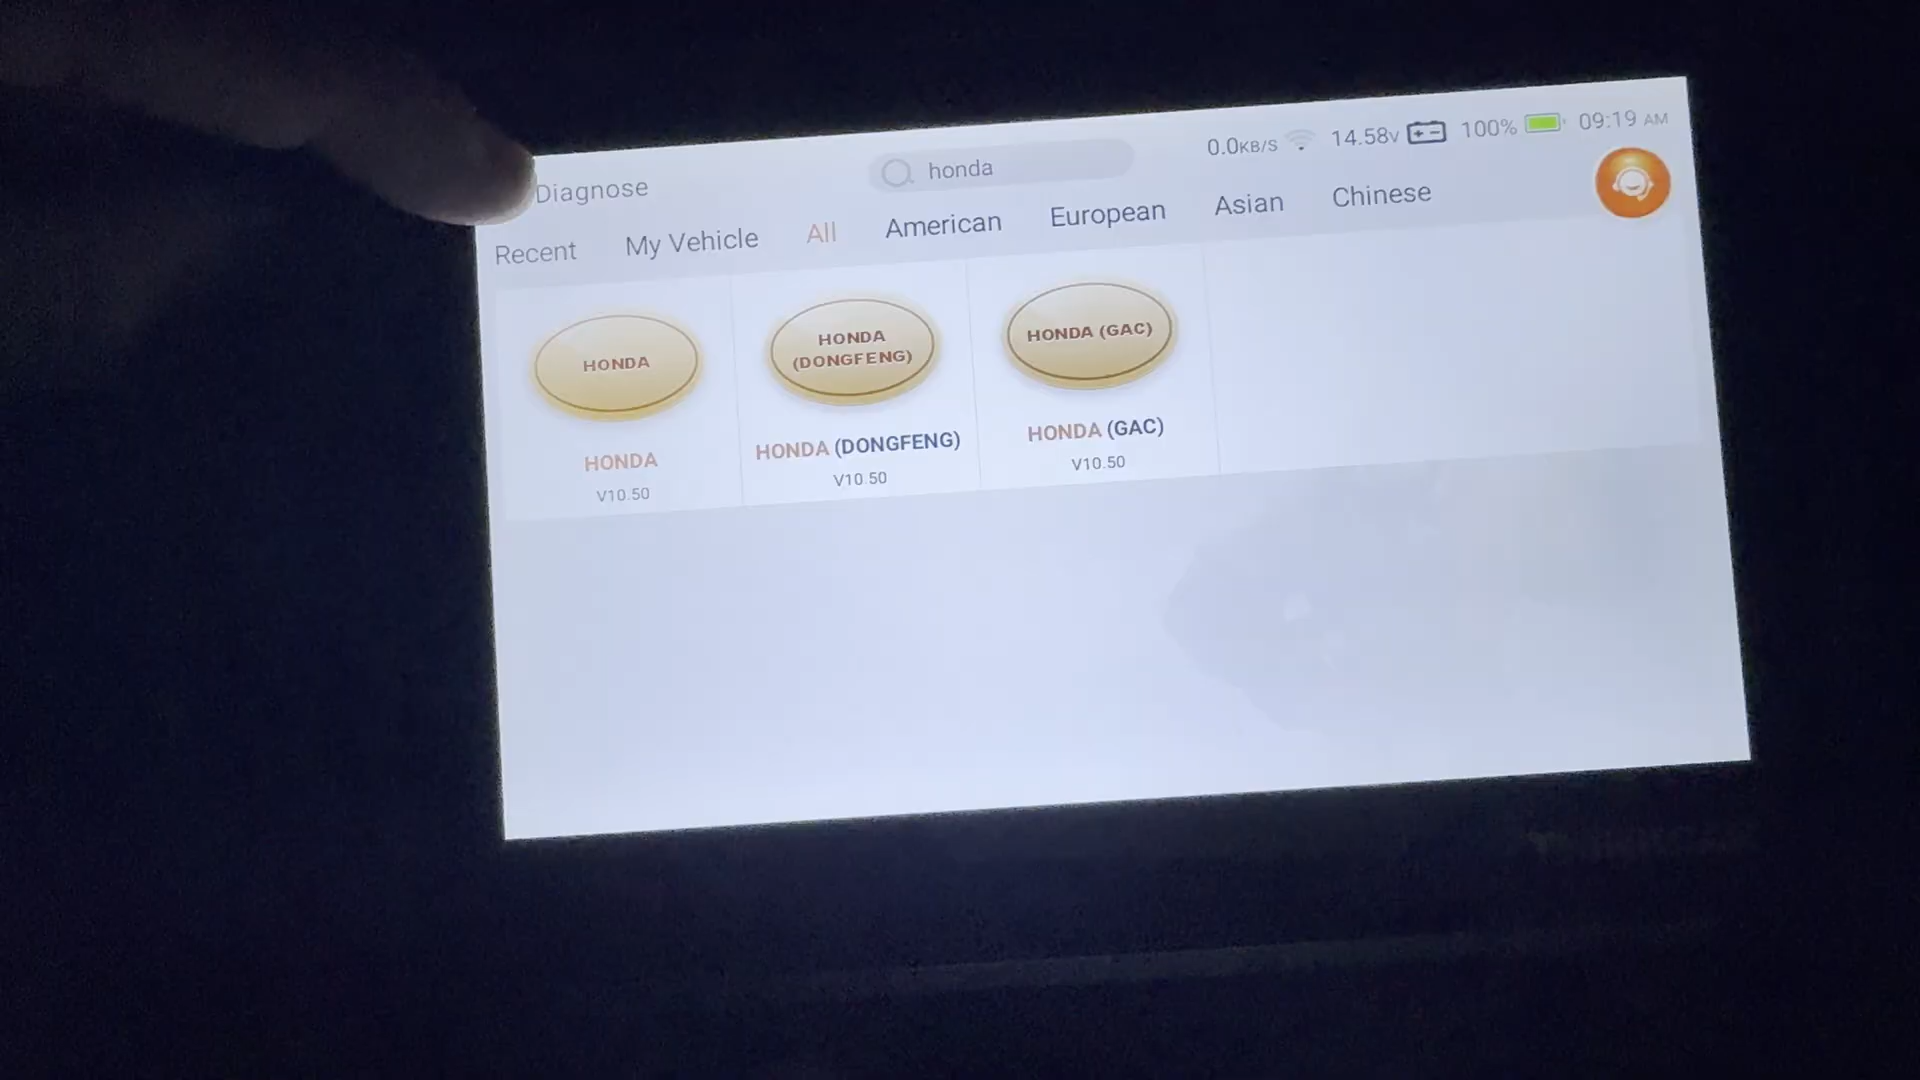 0.0KB/S 14.58V 100% 09:19 AM
Diagnose
honda
Recent My Vehicle All American European Asian Chinese
HONDA
HONDA
(DONGFENG)
HONDA (GAC)
HONDA
V10.50
HONDA (DONGFENG)
V10.50
HONDA (GAC)
V10.50